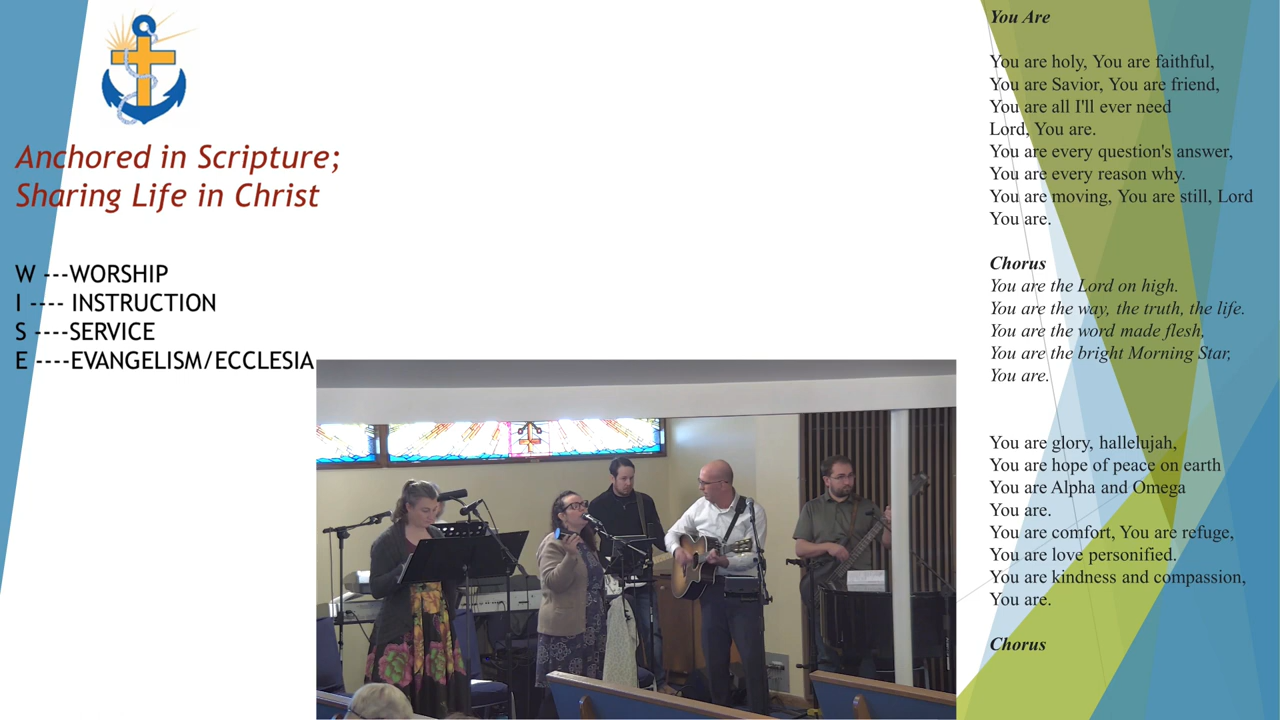 Anchored in Scripture;
Sharing Life in Christ
W ---WORSHIP
I ---- INSTRUCTION
S ----SERVICE
E ----EVANGELISM/ECCLESIA
You Are
You are holy, You are faithful,
You are Savior, You are friend,
You are all I'll ever need
Lord, You are.
You are every question's answer,
You are every reason why.
You are moving, You are still, Lord
You are.
Chorus
You are the Lord on high.
You are the way, the truth, the life.
You are the word made flesh,
You are the bright Morning Star,
You are.
You are glory, hallelujah,
You are hope of peace on earth
You are Alpha and Omega
You are.
You are comfort, You are refuge,
You are love personified.
You are kindness and compassion,
You are.
Chorus